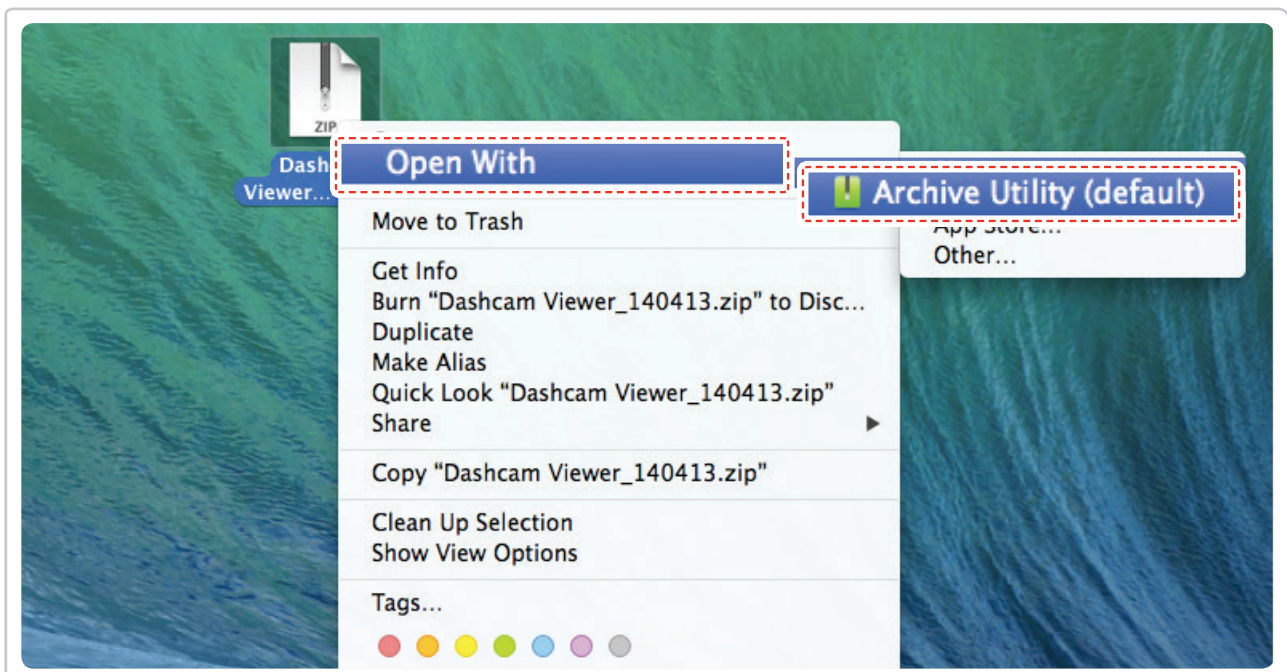 ZIP
Dash
Viewer...
Open With
Archive Utility (default)
App Store...
Other...
Move to Trash
Get Info
Burn “Dashcam Viewer_140413.zip” to Disc...
Duplicate
Make Alias
Quick Look “Dashcam Viewer_140413.zip”
Share
Copy “Dashcam Viewer_140413.zip”
Clean Up Selection
Show View Options
Tags...